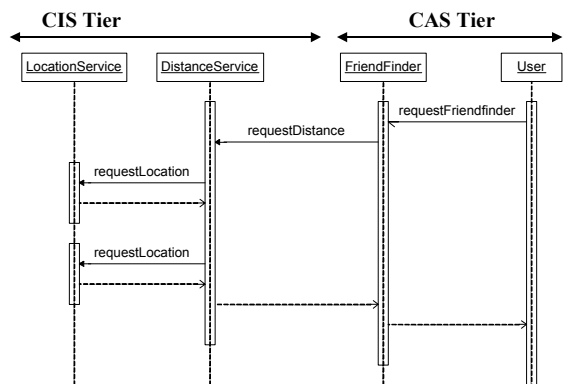 CIS Tier
CAS Tier
LocationService
DistanceService
FriendFinder
User
requestFriendfinder
requestDistance
requestLocation
requestLocation